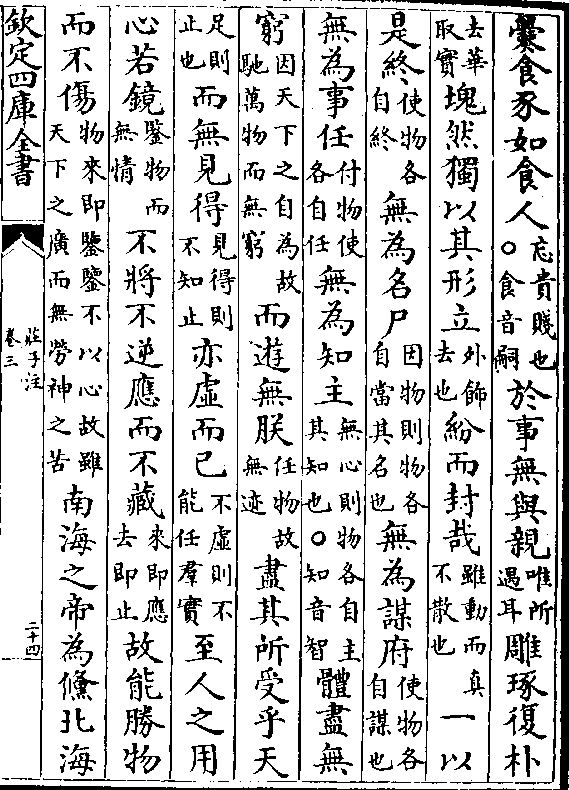 爨食豕如食人忘貴賤也○食音嗣於事無與親唯所遇耳雕琢復朴
去華取實塊然獨以其形立外飾去也紛而封哉雖動而真不散也一以
是終使物各自終無為名尸因物則物各自當其名也無為謀府使物各自謀也
無為事任付物使各自任無為知主無心則物各自主其知也○知音智體盡無
窮因天下之自為故馳萬物而無窮而遊無朕任物故無迹盡其所受乎天
足則止也而無見得見得則不知止亦虛而已不虛則不能任羣實至人之用
心若鏡鑒物而無情不將不逆應而不藏來即應去即止故能勝物
而不傷物來即鑒鑒不以心故雖天下之廣而無勞神之苦南海之帝為儵北海
欽定四庫全書
莊子注
卷三
二十四